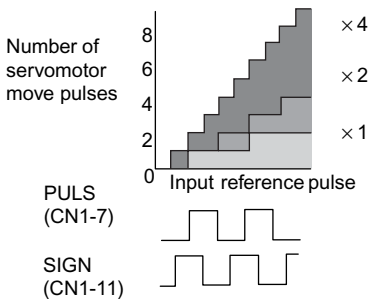 Number of
servomotor
move pulses
8
6
4
2
0
×4
×2
×1
Input reference pulse
PULS
(CN1-7)
SIGN
(CN1-11)